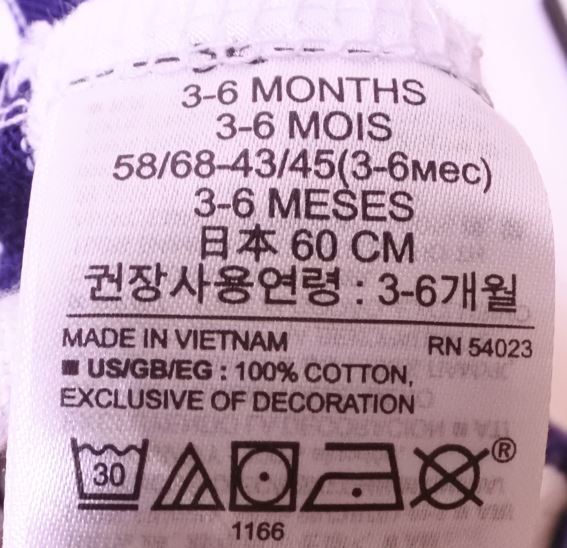 3-6 MONTHS
3-6 MOIS
58/68-43/45(3-6мес)
3-6 MESES
日本 60 CM
권장사용연령 : 3-6개월
MADE IN VIETNAM RN 54023
■ US/GB/EG : 100% COTTON,
EXCLUSIVE OF DECORATION
30 ®
1166